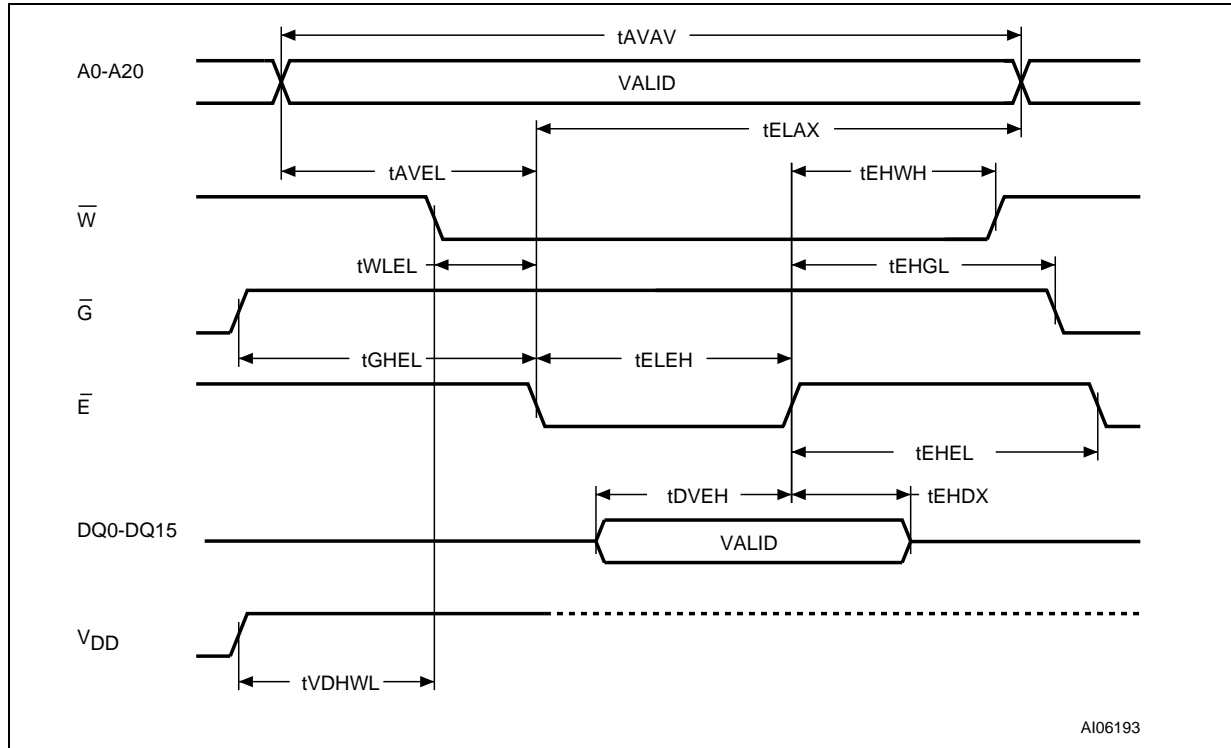 tAVAV
A0-A20
VALID
tELAX
tAVEL
tEHWH
W̅
tWLEL
tEHGL
G̅
tGHEL
tELEH
E̅
tEHEL
tDVEH
tEHDX
DQ0-DQ15
VALID
VDD
tVDHWL
AI06193